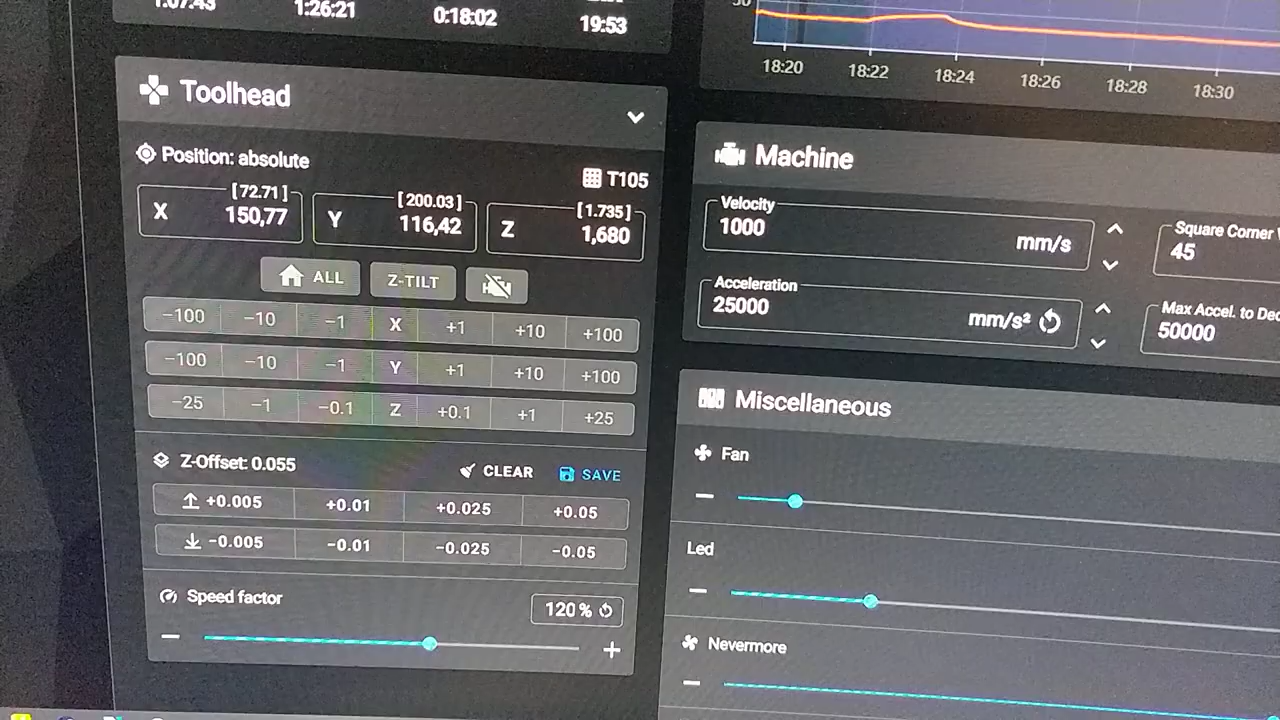 1:07:43 1:26:21 0:18:02 19:53
18:20 18:22 18:24 18:26 18:28 18:30
Toolhead
Position: absolute
T105
[72.71] [200.03] [1.735]
X 150,77 Y 116,42 Z 1,680
ALL Z-TILT
−100 −10 −1 X +1 +10 +100
−100 −10 −1 Y +1 +10 +100
−25 −1 −0.1 Z +0.1 +1 +25
Z-Offset: 0.055 CLEAR SAVE
+0.005 +0.01 +0.025 +0.05
−0.005 −0.01 −0.025 −0.05
Speed factor 120 %
Machine
Velocity
1000 mm/s
Square Corner
45
Acceleration
25000 mm/s²
Max Accel. to Dec
50000
Miscellaneous
Fan
Led
Nevermore